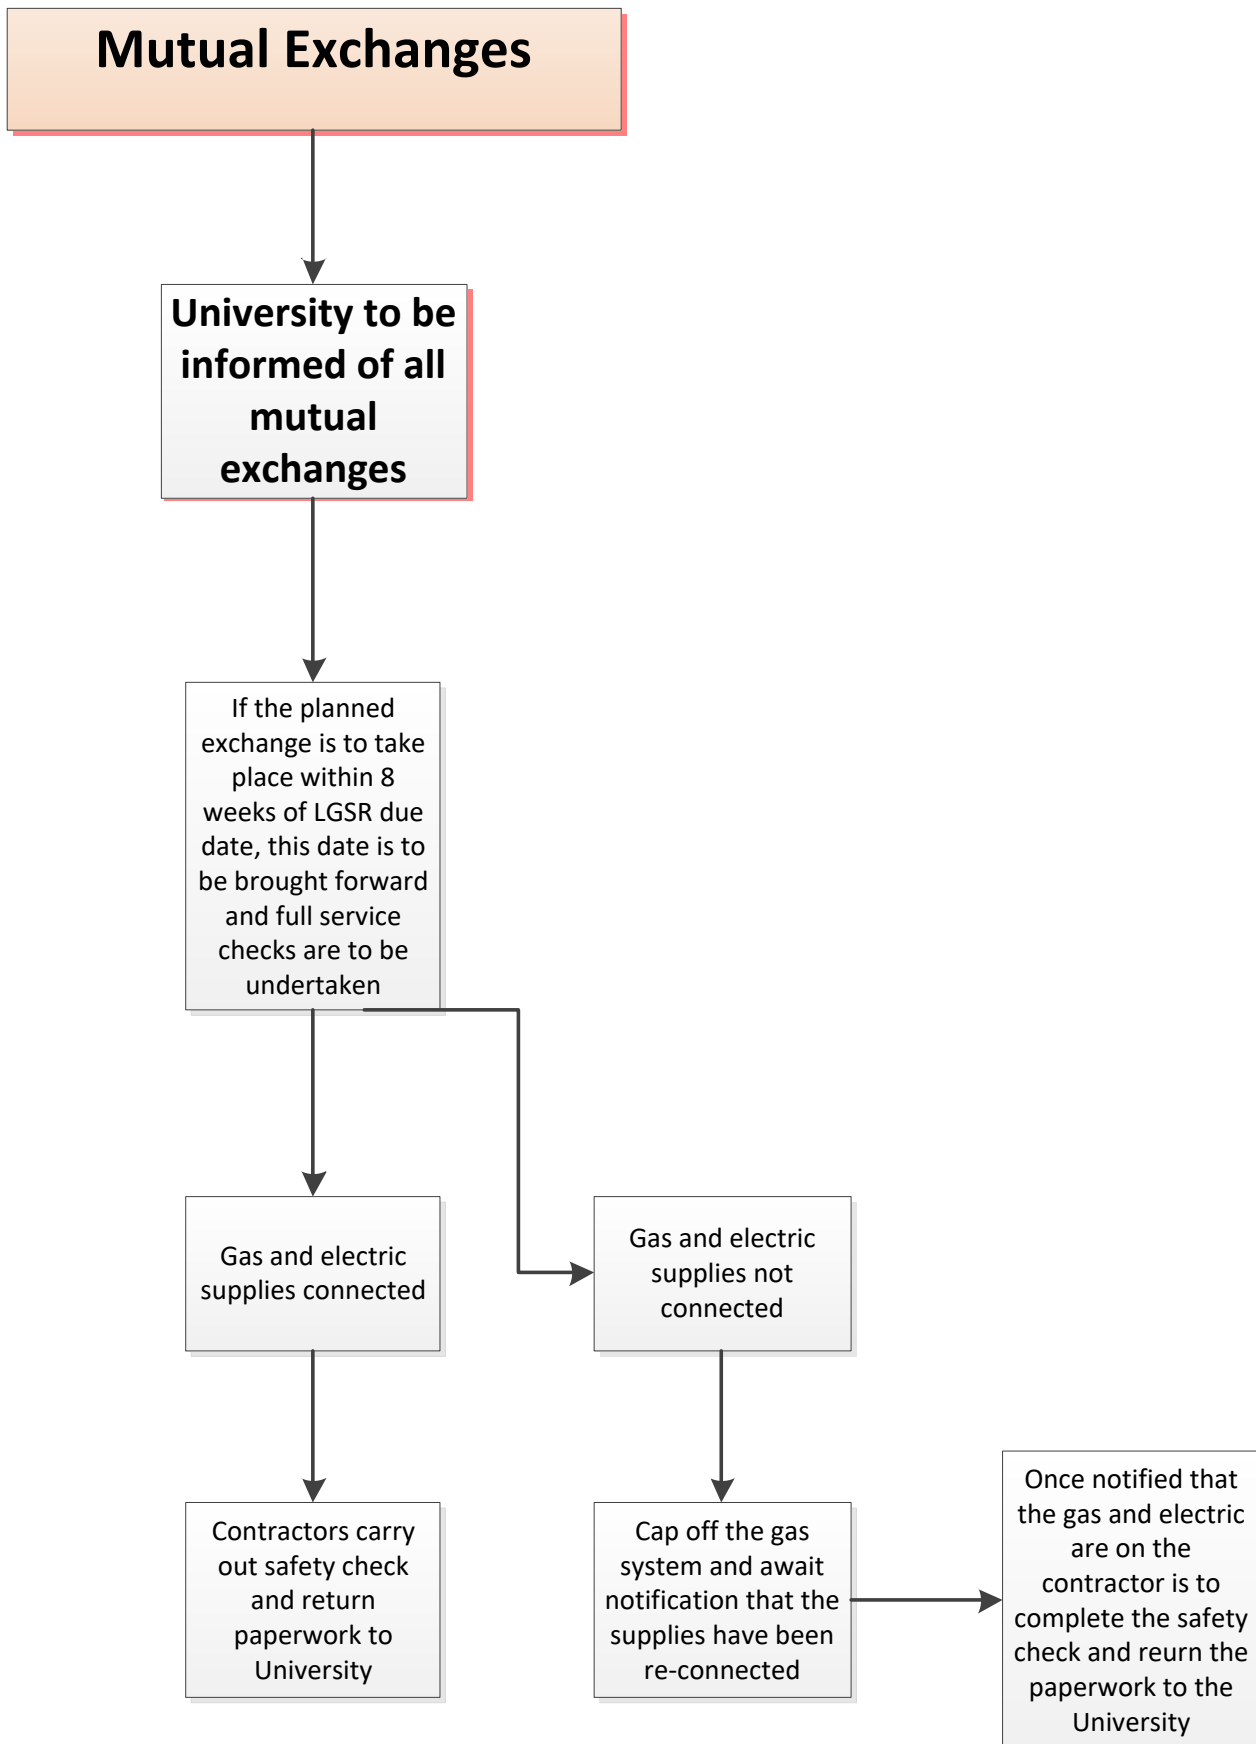 Mutual Exchanges
University to be
informed of all
mutual
exchanges
If the planned
exchange is to take
place within 8
weeks of LGSR due
date, this date is to
be brought forward
and full service
checks are to be
undertaken
Gas and electric
supplies connected
Gas and electric
supplies not
connected
Contractors carry
out safety check
and return
paperwork to
University
Cap off the gas
system and await
notification that the
supplies have been
re-connected
Once notified that
the gas and electric
are on the
contractor is to
complete the safety
check and reurn the
paperwork to the
University